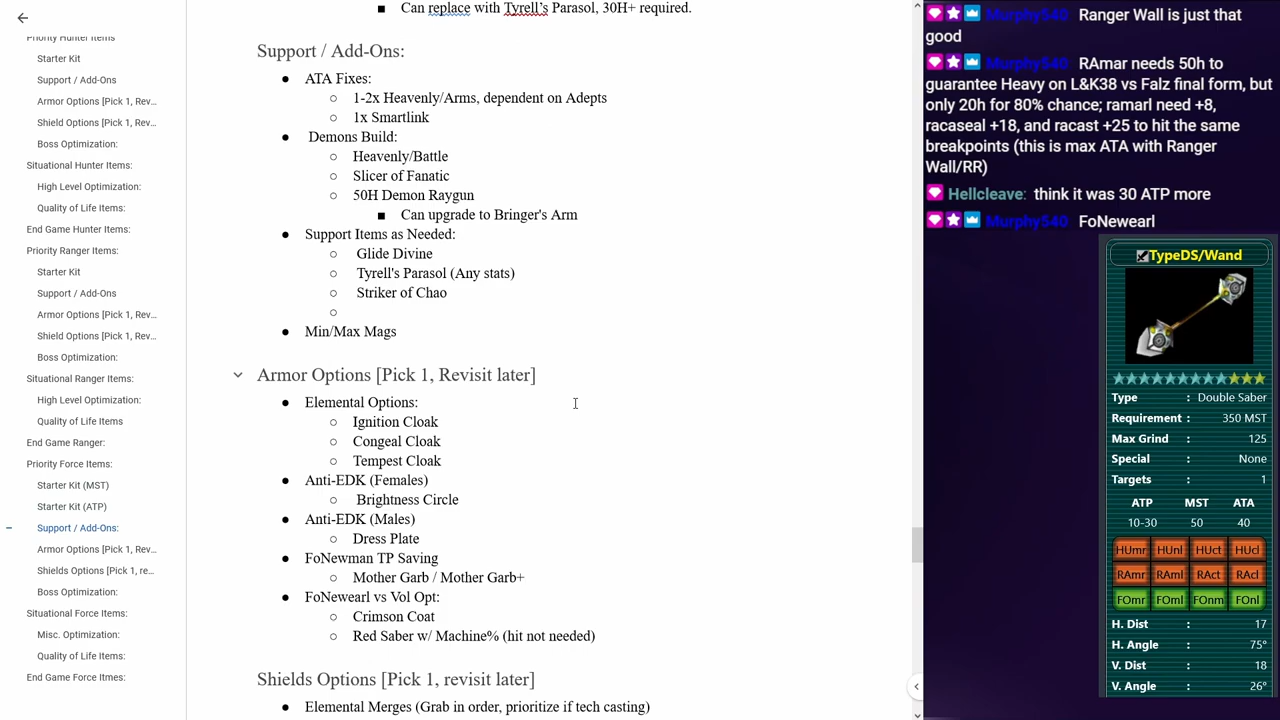 Priority Hunter Items
Starter Kit
Support / Add-Ons
Armor Options [Pick 1, Rev...
Shield Options [Pick 1, Rev...
Boss Optimization:
Situational Hunter Items:
High Level Optimization:
Quality of Life Items:
End Game Hunter Items:
Priority Ranger Items:
Starter Kit
Support / Add-Ons
Armor Options [Pick 1, Rev...
Shield Options [Pick 1, Rev...
Boss Optimization:
Situational Ranger Items:
High Level Optimization:
Quality of Life Items
End Game Ranger:
Priority Force Items:
Starter Kit (MST)
Starter Kit (ATP)
Support / Add-Ons:
Armor Options [Pick 1, Rev...
Shields Options [Pick 1, re...
Boss Optimization:
Situational Force Items:
Misc. Optimization:
Quality of Life Items:
End Game Force Itmes:
Can replace with Tyrell's Parasol, 30H+ required.
Support / Add-Ons:
ATA Fixes:
1-2x Heavenly/Arms, dependent on Adepts
1x Smartlink
Demons Build:
Heavenly/Battle
Slicer of Fanatic
50H Demon Raygun
Can upgrade to Bringer's Arm
Support Items as Needed:
Glide Divine
Tyrell's Parasol (Any stats)
Striker of Chao
Min/Max Mags
Armor Options [Pick 1, Revisit later]
Elemental Options:
Ignition Cloak
Congeal Cloak
Tempest Cloak
Anti-EDK (Females)
Brightness Circle
Anti-EDK (Males)
Dress Plate
FoNewman TP Saving
Mother Garb / Mother Garb+
FoNewearl vs Vol Opt:
Crimson Coat
Red Saber w/ Machine% (hit not needed)
Shields Options [Pick 1, revisit later]
Elemental Merges (Grab in order, prioritize if tech casting)
Murphy540 Ranger Wall is just that
good
Murphy540 RAmar needs 50h to
guarantee Heavy on L&K38 vs Falz final form, but
only 20h for 80% chance; ramarl need +8,
racaseal +18, and racast +25 to hit the same
breakpoints (this is max ATA with Ranger
Wall/RR)
Hellcleave: think it was 30 ATP more
Murphy540 FoNewearl
TypeDS/Wand
Type : Double Saber
Requirement : 350 MST
Max Grind : 125
Special : None
Targets : 1
ATP MST ATA
10-30 50 40
HUmr HUnl HUct HUcl
RAmr RAml RAct RAcl
FOmr FOml FOnm FOnl
H. Dist : 17
H. Angle : 75°
V. Dist : 18
V. Angle : 26°